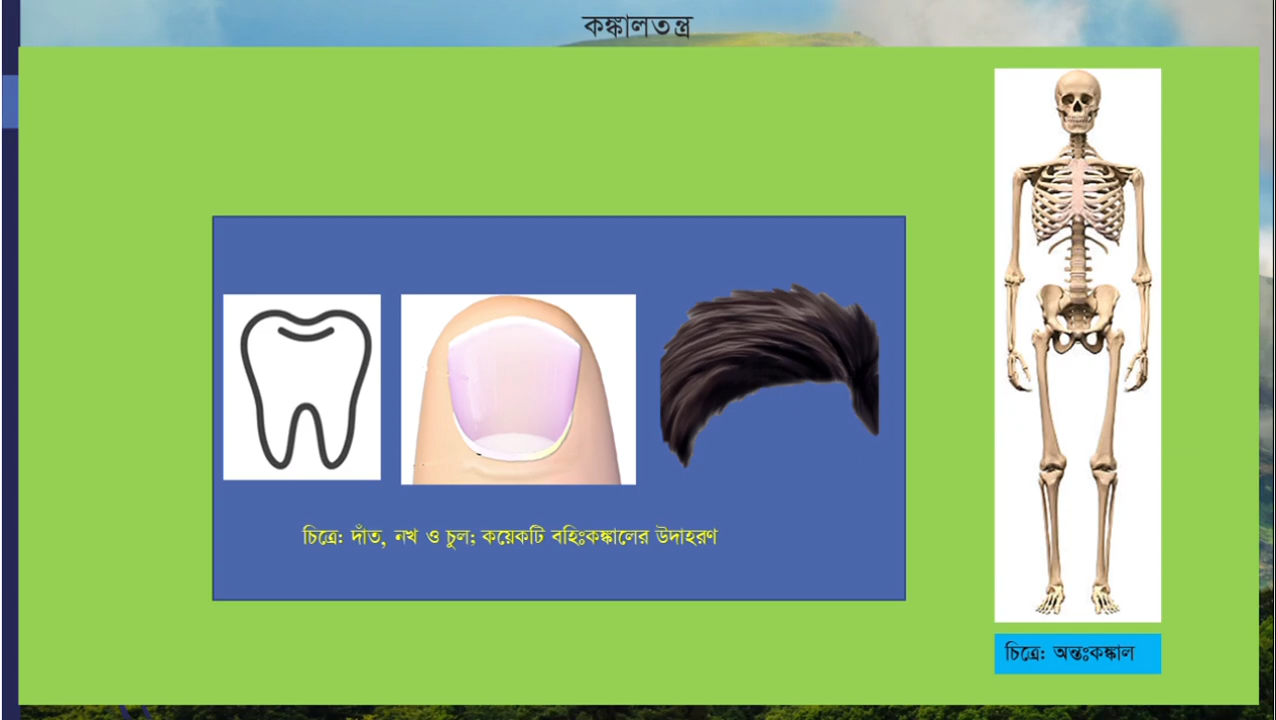 কঙ্কালতন্ত্র
চিত্রে: দাঁত, নখ ও চুল; কয়েকটি বহিঃকঙ্কালের উদাহরণ
চিত্রে: অন্তঃকঙ্কাল